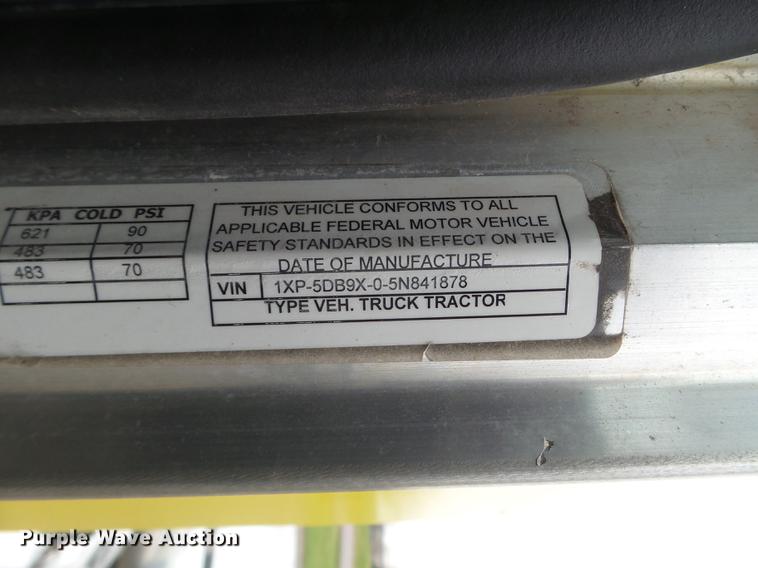 KPA COLD PSI
621 90
483 70
483 70
THIS VEHICLE CONFORMS TO ALL
APPLICABLE FEDERAL MOTOR VEHICLE
SAFETY STANDARDS IN EFFECT ON THE
DATE OF MANUFACTURE
VIN 1XP-5DB9X-0-5N841878
TYPE VEH. TRUCK TRACTOR
Purple Wave Auction